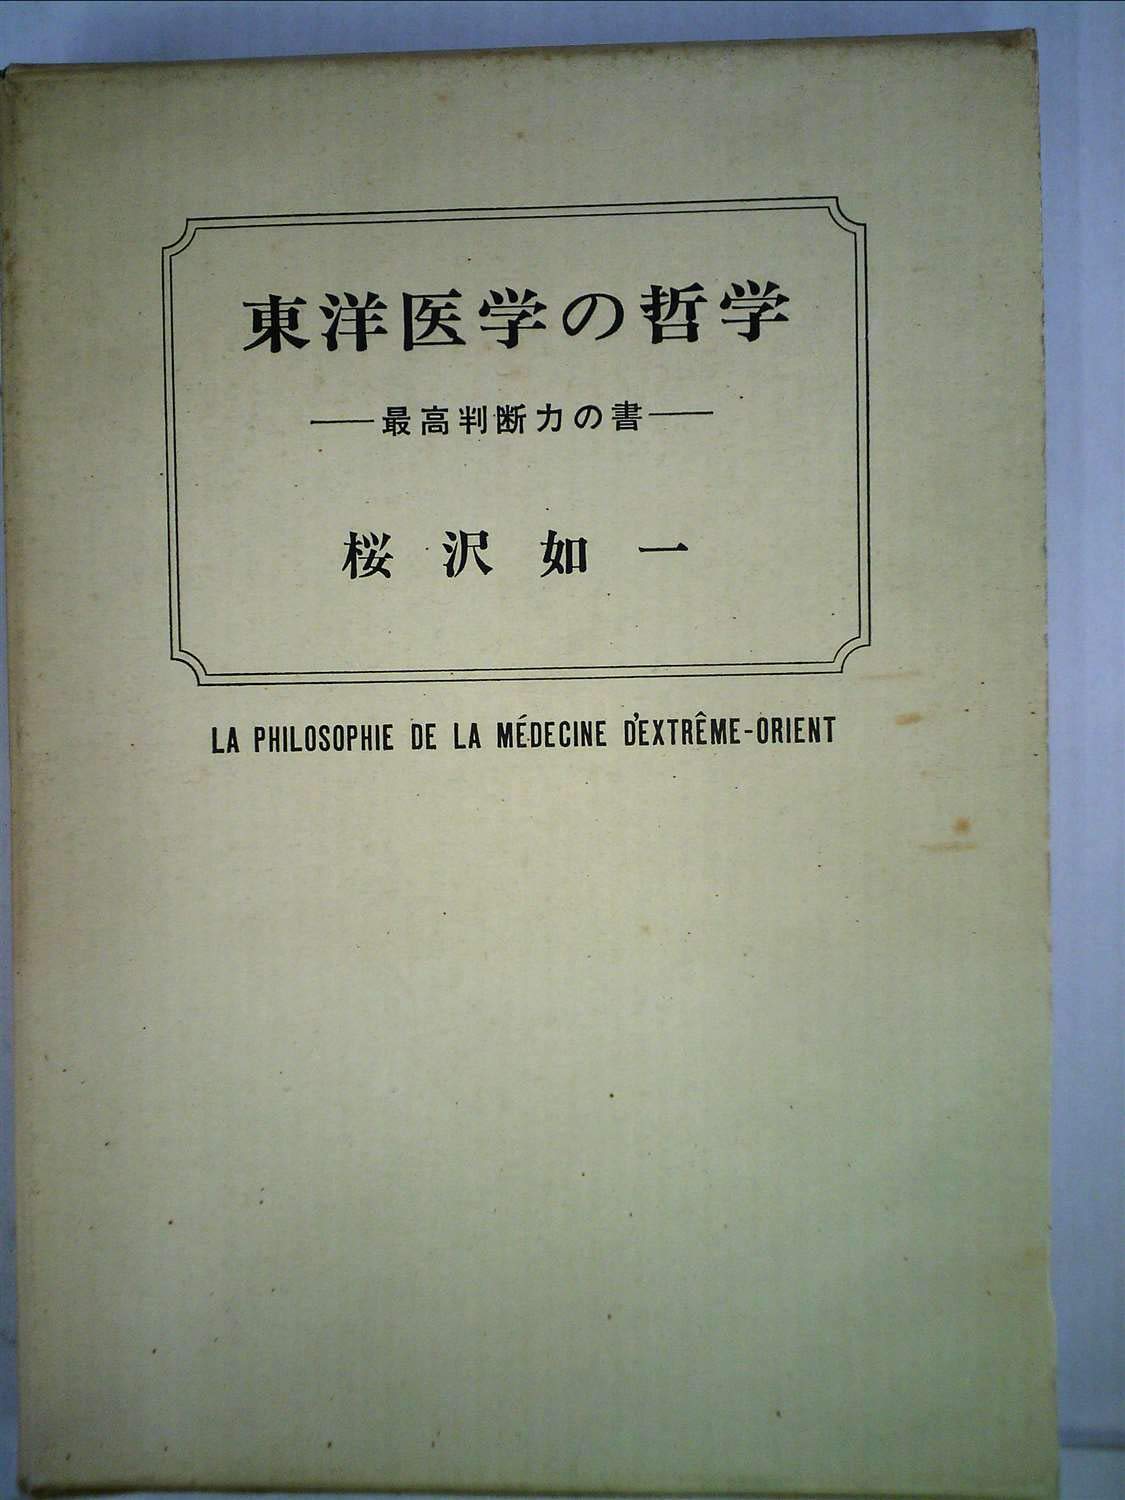 東洋医学の哲学
――最高判断力の書――
桜沢如一
LA PHILOSOPHIE DE LA MÉDECINE D'EXTRÊME-ORIENT